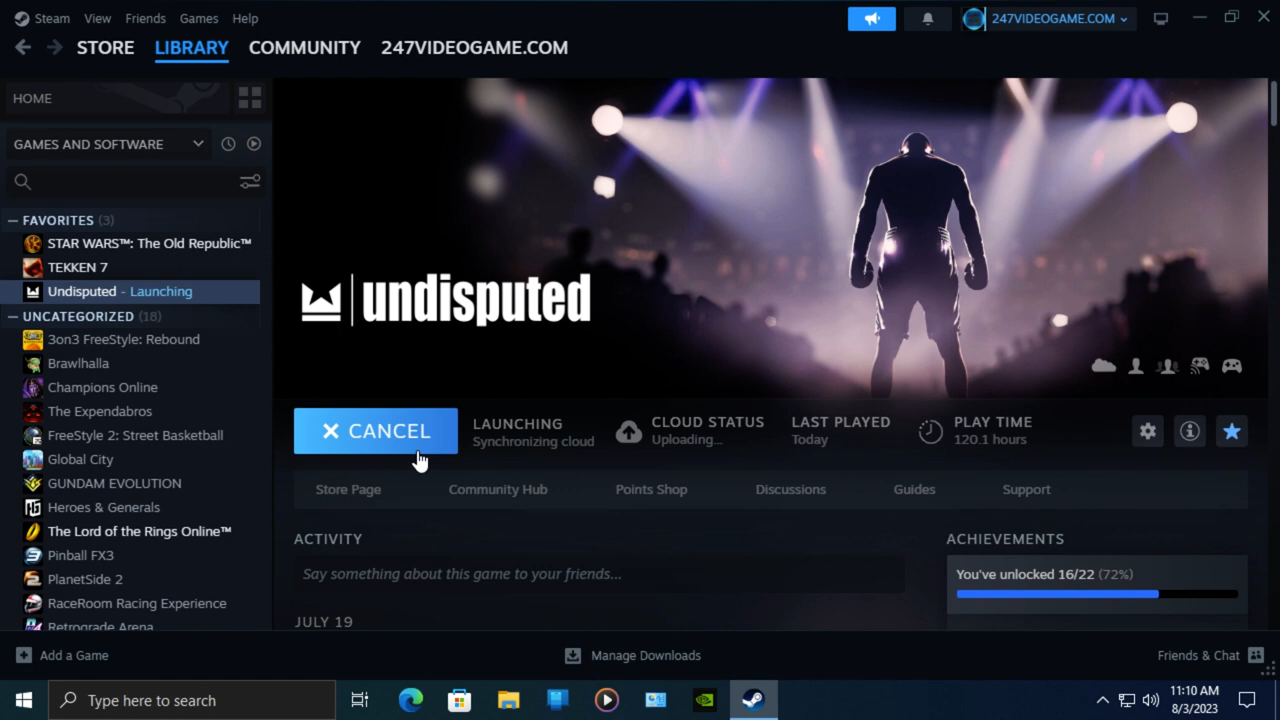 Steam View Friends Games Help
247VIDEOGAME.COM
STORE LIBRARY COMMUNITY 247VIDEOGAME.COM
HOME
GAMES AND SOFTWARE
FAVORITES (3)
STAR WARS™: The Old Republic™
TEKKEN 7
Undisputed - Launching
UNCATEGORIZED (18)
3on3 FreeStyle: Rebound
Brawlhalla
Champions Online
The Expendabros
FreeStyle 2: Street Basketball
Global City
GUNDAM EVOLUTION
Heroes & Generals
The Lord of the Rings Online™
Pinball FX3
PlanetSide 2
RaceRoom Racing Experience
Retrograde Arena
undisputed
CANCEL
LAUNCHING
Synchronizing cloud
CLOUD STATUS
Uploading...
LAST PLAYED
Today
PLAY TIME
120.1 hours
Store Page Community Hub Points Shop Discussions Guides Support
ACTIVITY
Say something about this game to your friends...
JULY 19
ACHIEVEMENTS
You've unlocked 16/22 (72%)
Add a Game Manage Downloads Friends & Chat
Type here to search
11:10 AM
8/3/2023